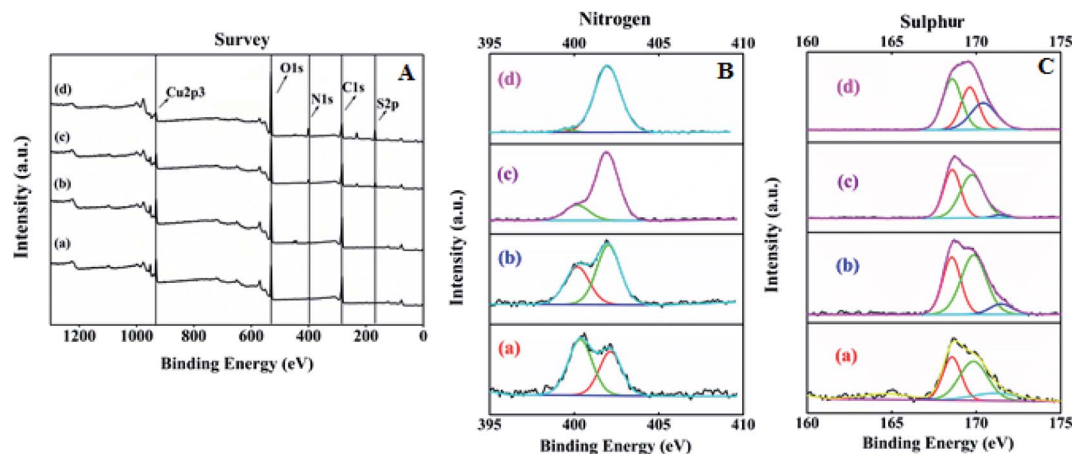 Survey
A
O1s
Cu2p3
N1s
C1s
S2p
(d)
(c)
(b)
(a)
Intensity (a.u.)
1200 1000 800 600 400 200 0
Binding Energy (eV)
Nitrogen
395 400 405 410
B
(d)
(c)
(b)
(a)
Intensity (a.u.)
395 400 405 410
Binding Energy (eV)
Sulphur
160 165 170 175
C
(d)
(c)
(b)
(a)
Intensity (a.u.)
160 165 170 175
Binding Energy (eV)